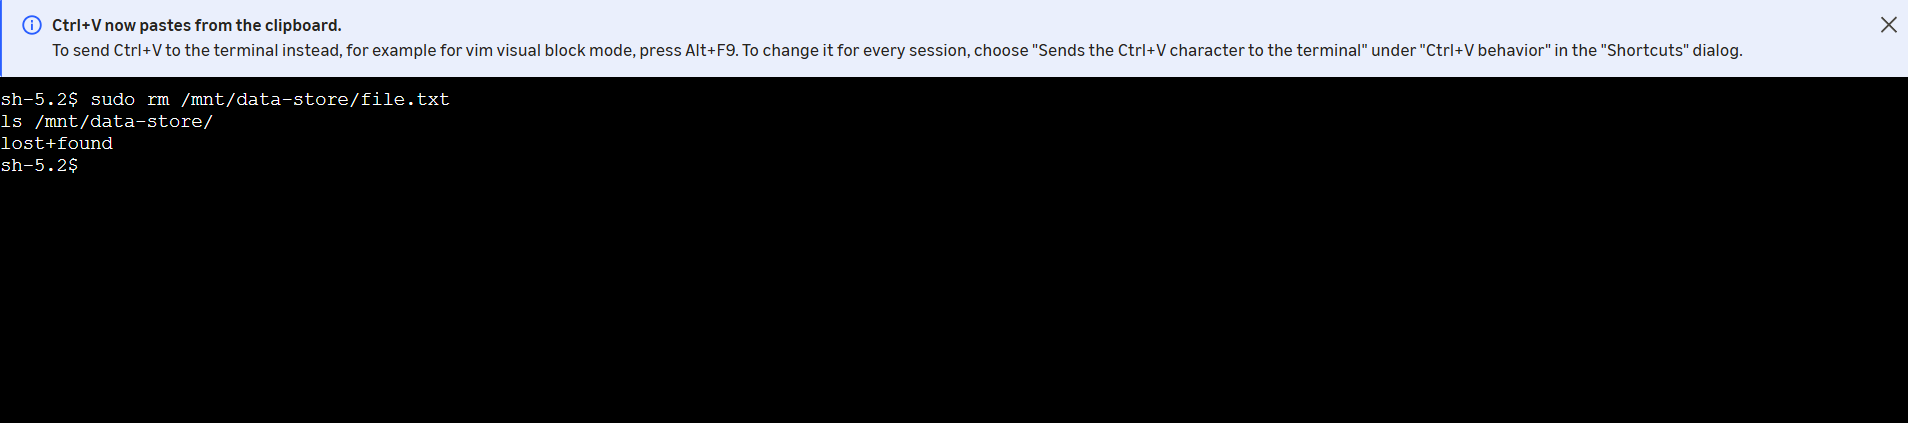 Ctrl+V now pastes from the clipboard.
To send Ctrl+V to the terminal instead, for example for vim visual block mode, press Alt+F9. To change it for every session, choose "Sends the Ctrl+V character to the terminal" under "Ctrl+V behavior" in the "Shortcuts" dialog.
sh-5.2$ sudo rm /mnt/data-store/file.txt
ls /mnt/data-store/
lost+found
sh-5.2$